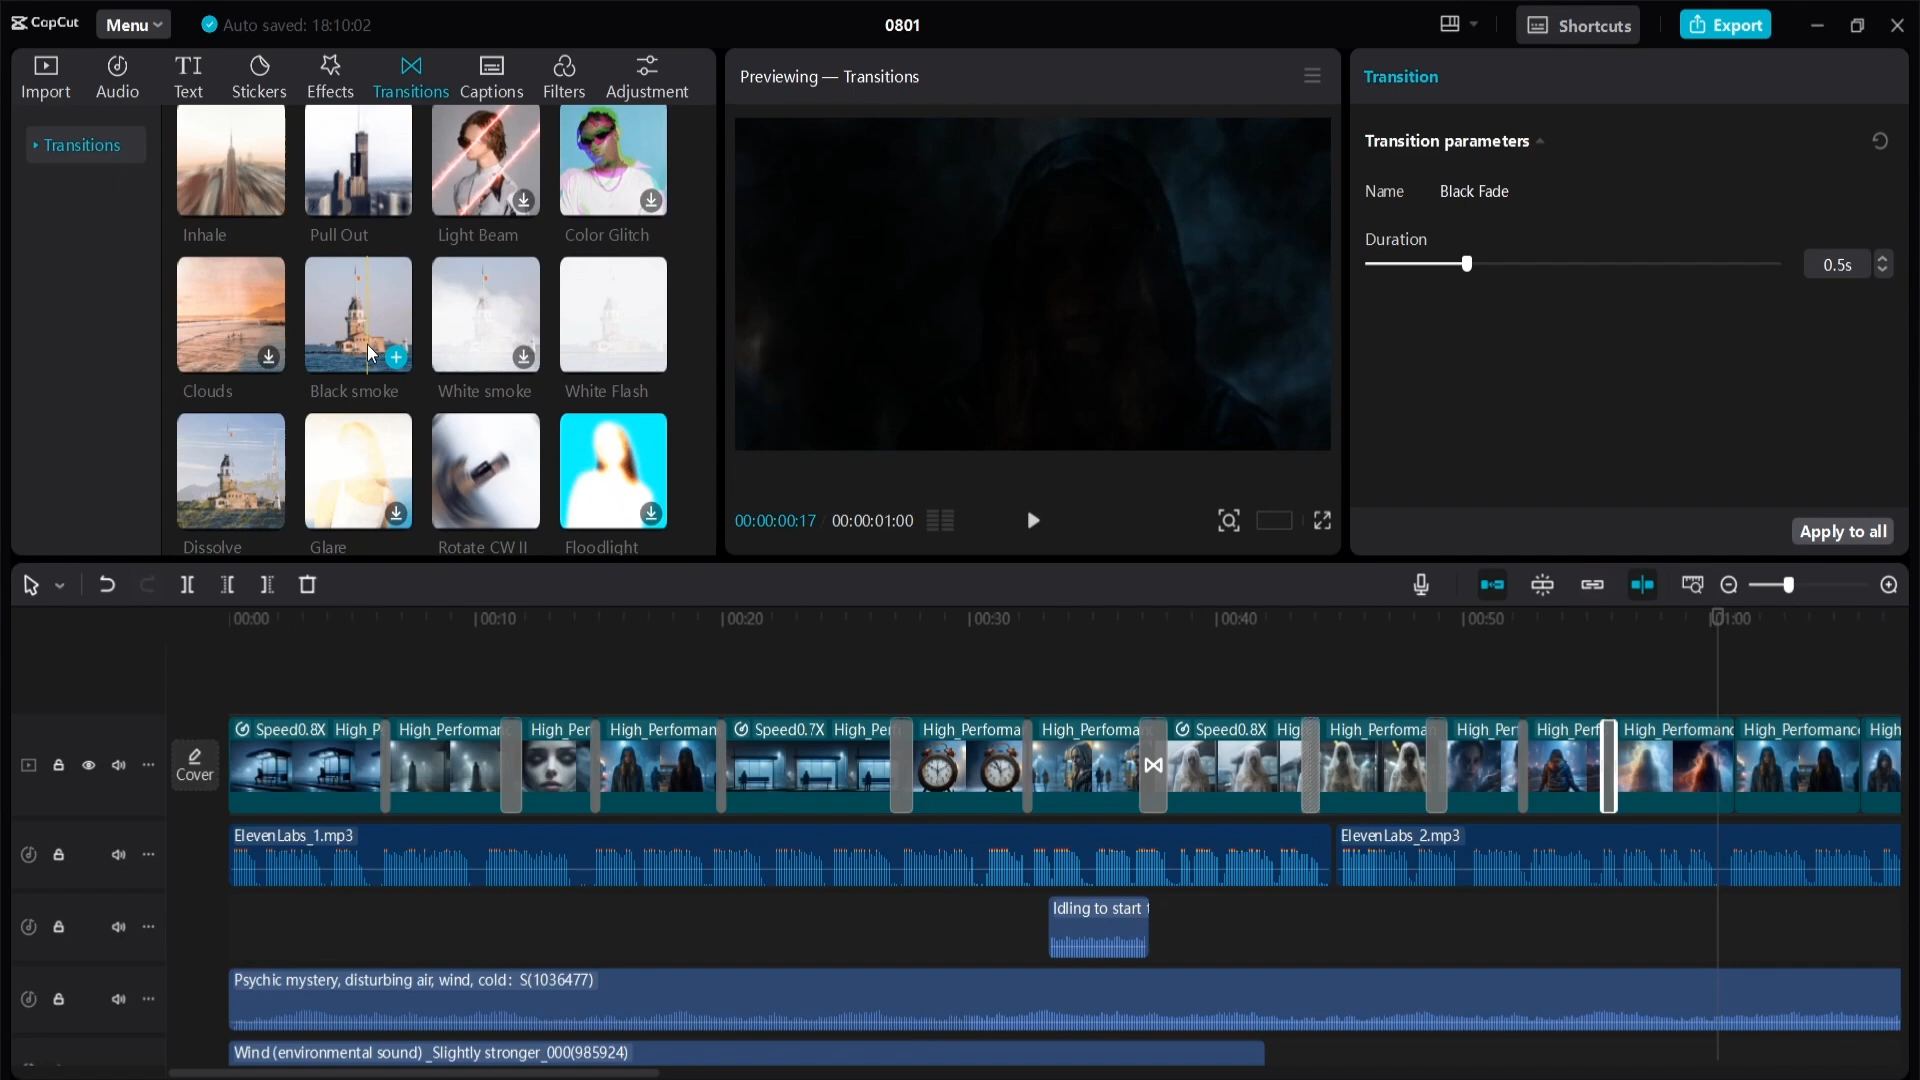 CapCut
Menu
Auto saved: 18:10:02
0801
Shortcuts
Export
Import
Audio
TI
Text
Stickers
Effects
Transitions
Captions
Filters
Adjustment
Previewing — Transitions
Transition
Transitions
Inhale
Pull Out
Light Beam
Color Glitch
Clouds
Black smoke
White smoke
White Flash
Dissolve
Glare
Rotate CW II
Floodlight
Transition parameters
Name
Black Fade
Duration
0.5s
00:00:00:17
00:00:01:00
Apply to all
00:00
00:10
00:20
00:30
00:40
00:50
01:00
Cover
Speed0.8X High_P
High_Performan
High_Per
High_Performan
Speed0.7X High_Per
High_Performa
High_Performa
Speed0.8X Hig
High_Performa
High_Per
High_Perf
High_Performanc
High_Performance
High
ElevenLabs_1.mp3
ElevenLabs_2.mp3
Idling to start t
Psychic mystery, disturbing air, wind, cold: S(1036477)
Wind (environmental sound) _Slightly stronger_000(985924)